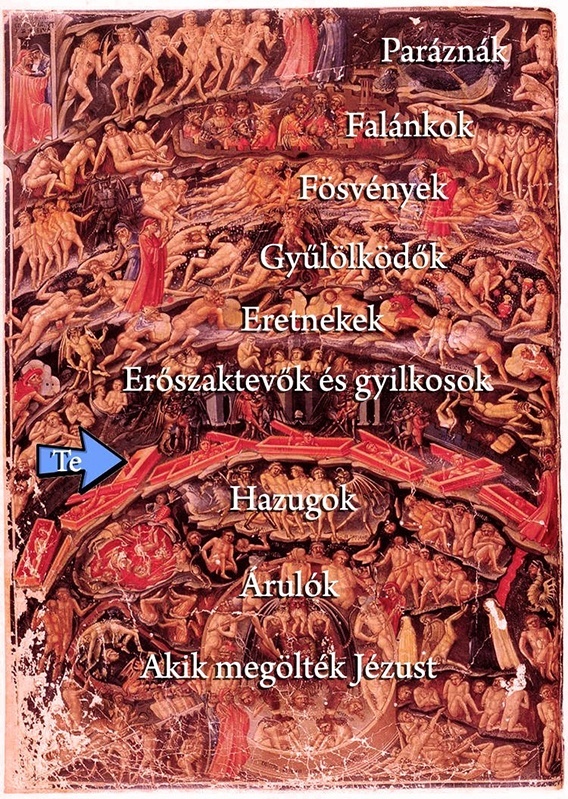 Paráznák
Falánkok
Fösvények
Gyűlölködők
Eretnekek
Erőszaktevők és gyilkosok
Te
Hazugok
Árulók
Akik megölték Jézust